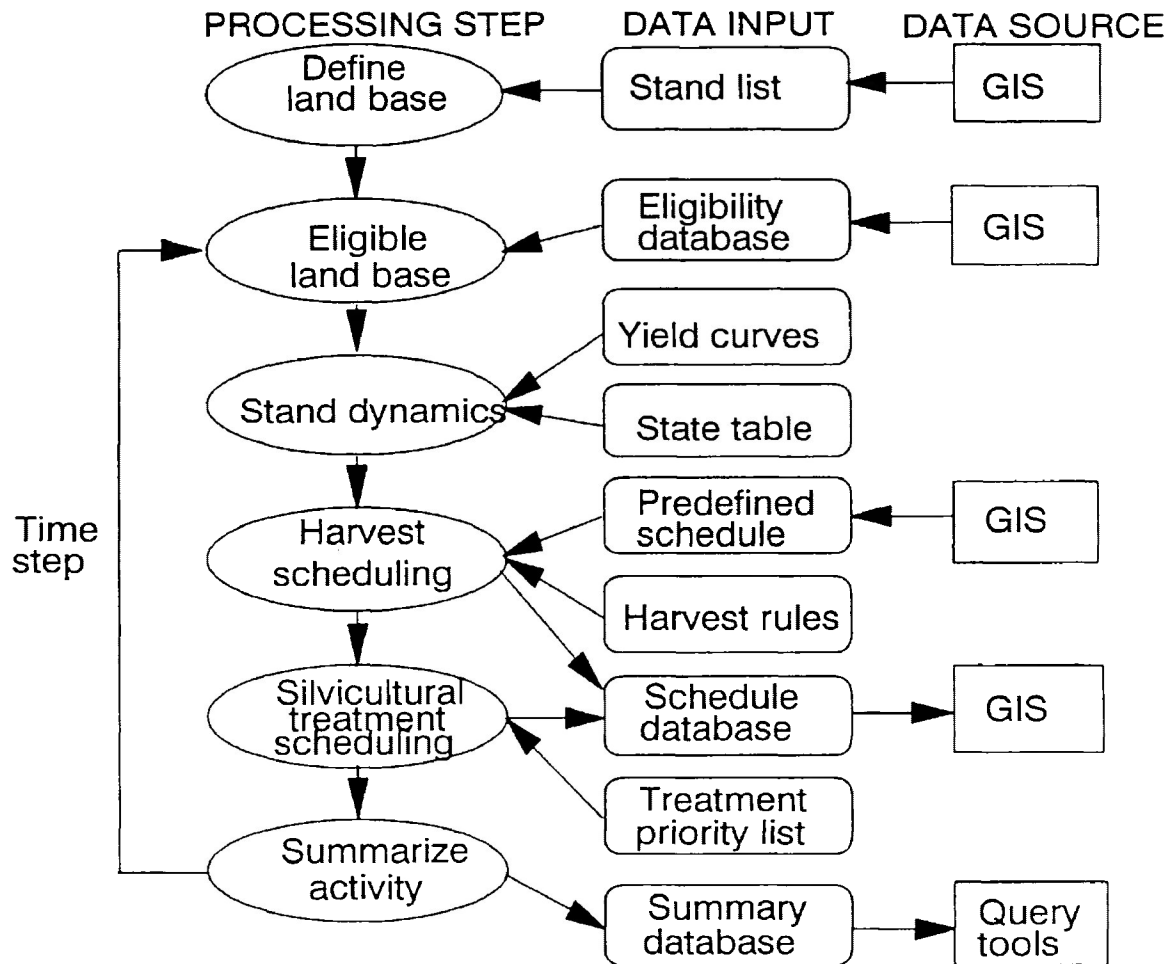 PROCESSING STEP DATA INPUT DATA SOURCE
Define
land base
Stand list
GIS
Eligible
land base
Eligibility
database
GIS
Yield curves
Stand dynamics
State table
Time
step
Harvest
scheduling
Predefined
schedule
GIS
Harvest rules
Silvicultural
treatment
scheduling
Schedule
database
GIS
Treatment
priority list
Summarize
activity
Summary
database
Query
tools